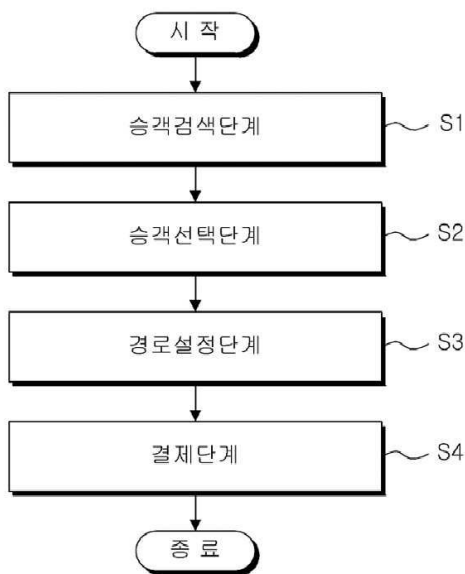 시 작
승객검색단계 S1
승객선택단계 S2
경로설정단계 S3
결제단계 S4
종 료